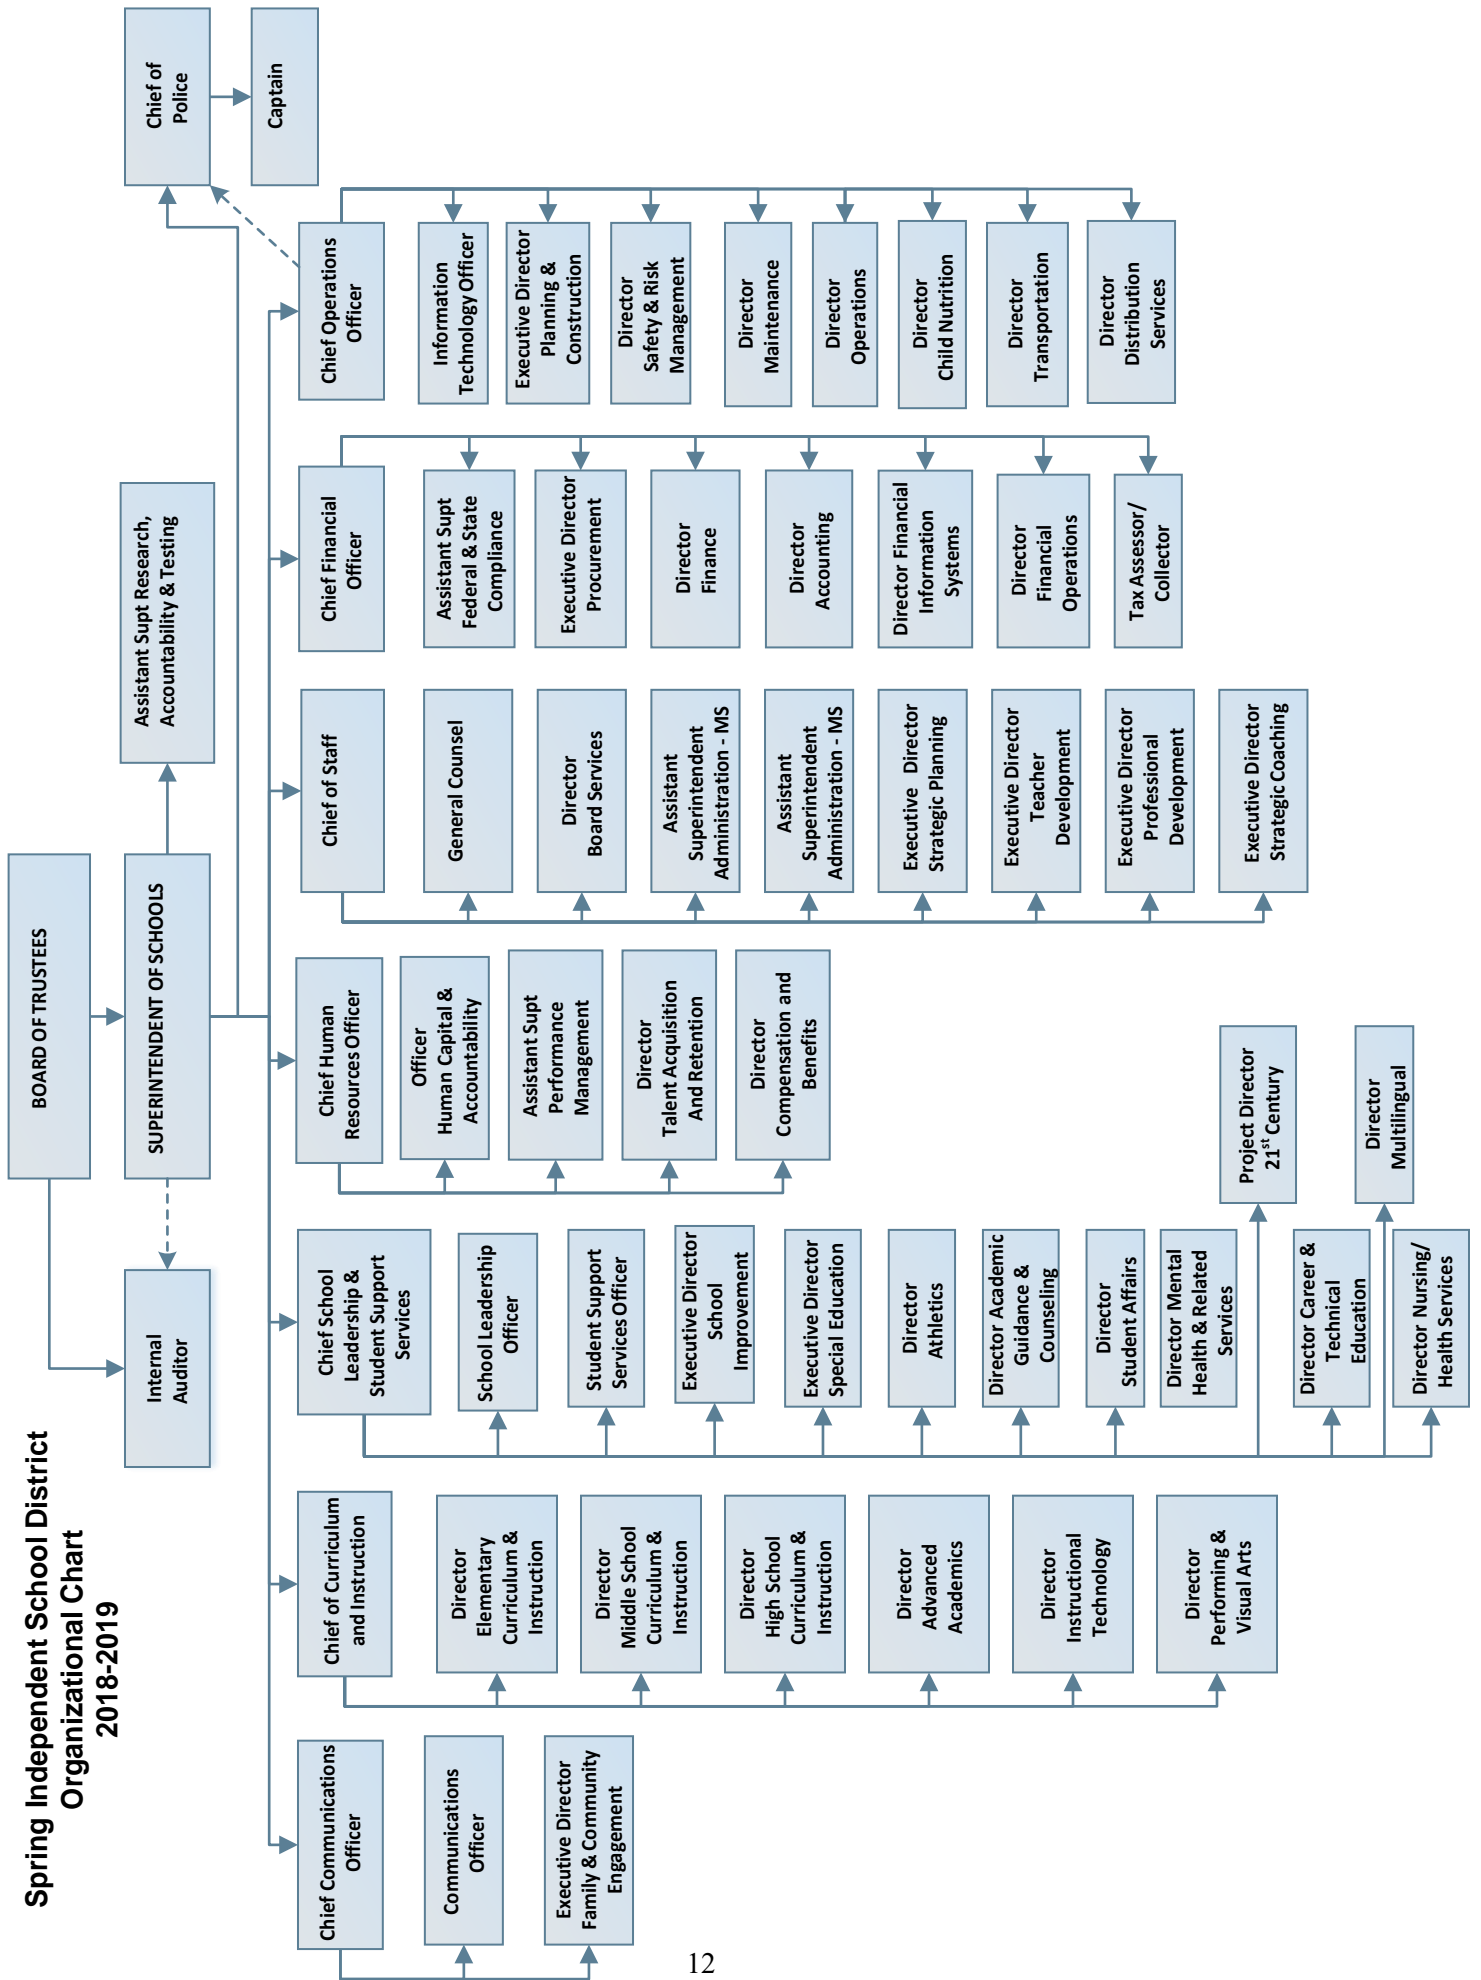 Spring Independent School District
Organizational Chart
2018-2019
BOARD OF TRUSTEES
Internal
Auditor
SUPERINTENDENT OF SCHOOLS
Assistant Supt Research,
Accountability & Testing
Chief of
Police
Captain
Chief Communications
Officer
Communications
Officer
Executive Director
Family & Community
Engagement
Chief of Curriculum
and Instruction
Director
Elementary
Curriculum &
Instruction
Director
Middle School
Curriculum &
Instruction
Director
High School
Curriculum &
Instruction
Director
Advanced
Academics
Director
Instructional
Technology
Director
Performing &
Visual Arts
Chief School
Leadership &
Student Support
Services
School Leadership
Officer
Student Support
Services Officer
Executive Director
School
Improvement
Executive Director
Special Education
Director
Athletics
Director Academic
Guidance &
Counseling
Director
Student Affairs
Director Mental
Health & Related
Services
Project Director
21st Century
Director Career &
Technical
Education
Director
Multilingual
Director Nursing/
Health Services
Chief Human
Resources Officer
Officer
Human Capital &
Accountability
Assistant Supt
Performance
Management
Director
Talent Acquisition
And Retention
Director
Compensation and
Benefits
Chief of Staff
General Counsel
Director
Board Services
Assistant
Superintendent
Administration - MS
Assistant
Superintendent
Administration - MS
Executive Director
Strategic Planning
Executive Director
Teacher
Development
Executive Director
Professional
Development
Executive Director
Strategic Coaching
Chief Financial
Officer
Assistant Supt
Federal & State
Compliance
Executive Director
Procurement
Director
Finance
Director
Accounting
Director Financial
Information
Systems
Director
Financial
Operations
Tax Assessor/
Collector
Chief Operations
Officer
Information
Technology Officer
Executive Director
Planning &
Construction
Director
Safety & Risk
Management
Director
Maintenance
Director
Operations
Director
Child Nutrition
Director
Transportation
Director
Distribution
Services
12